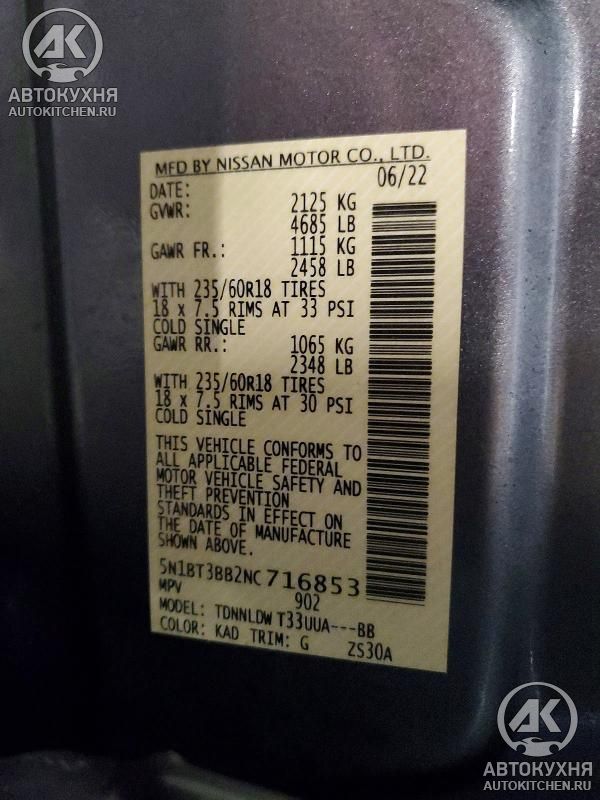 AK
АВТОКУХНЯ
AUTOKITCHEN.RU
MFD BY NISSAN MOTOR CO., LTD.
DATE: 06/22
GVWR: 2125 KG
4685 LB
GAWR FR.: 1115 KG
2458 LB
WITH 235/60R18 TIRES
18 x 7.5 RIMS AT 33 PSI
COLD SINGLE
GAWR RR.: 1065 KG
2348 LB
WITH 235/60R18 TIRES
18 x 7.5 RIMS AT 30 PSI
COLD SINGLE
THIS VEHICLE CONFORMS TO
ALL APPLICABLE FEDERAL
MOTOR VEHICLE SAFETY AND
THEFT PREVENTION
STANDARDS IN EFFECT ON
THE DATE OF MANUFACTURE
SHOWN ABOVE.
5N1BT3BB2NC716853
MPV 902
MODEL: TDNNLDW T33UUA---BB
COLOR: KAD TRIM: G ZS30A
AK
АВТОКУХНЯ
AUTOKITCHEN.RU